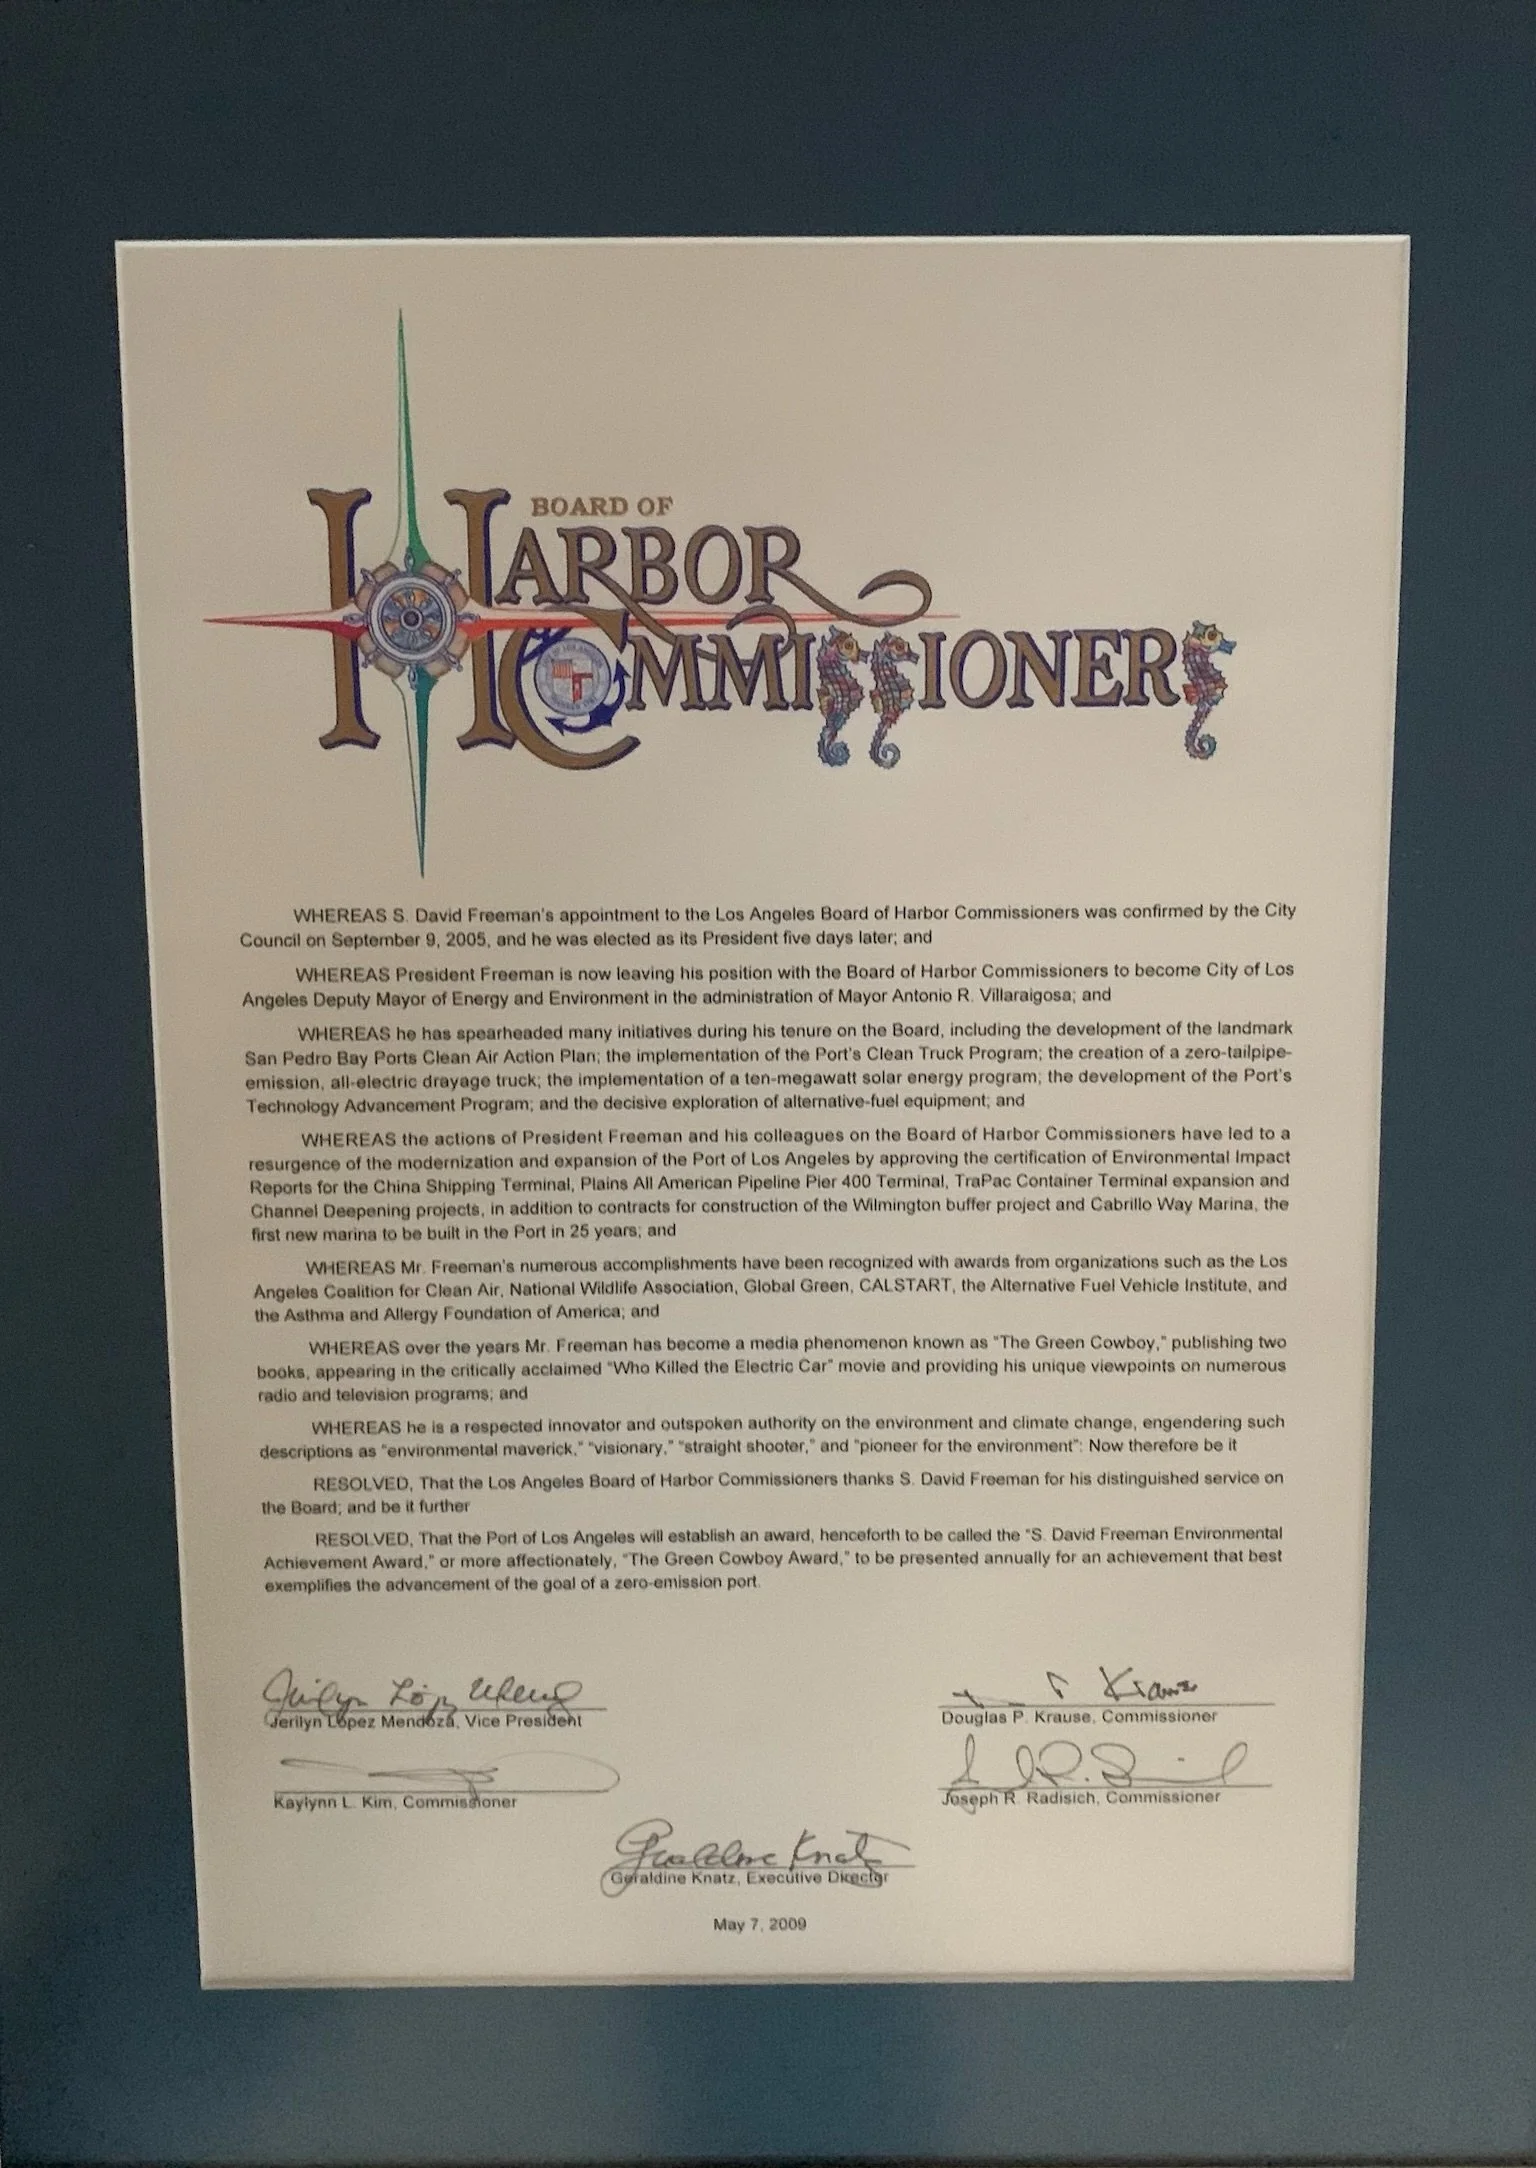 BOARD OF
HARBOR
COMMISSIONERS
WHEREAS S. David Freeman's appointment to the Los Angeles Board of Harbor Commissioners was confirmed by the City
Council on September 9, 2005, and he was elected as its President five days later; and
WHEREAS President Freeman is now leaving his position with the Board of Harbor Commissioners to become City of Los
Angeles Deputy Mayor of Energy and Environment in the administration of Mayor Antonio R. Villaraigosa; and
WHEREAS he has spearheaded many initiatives during his tenure on the Board, including the development of the landmark
San Pedro Bay Ports Clean Air Action Plan; the implementation of the Port's Clean Truck Program; the creation of a zero-tailpipe-
emission, all-electric drayage truck; the implementation of a ten-megawatt solar energy program; the development of the Port's
Technology Advancement Program; and the decisive exploration of alternative-fuel equipment; and
WHEREAS the actions of President Freeman and his colleagues on the Board of Harbor Commissioners have led to a
resurgence of the modernization and expansion of the Port of Los Angeles by approving the certification of Environmental Impact
Reports for the China Shipping Terminal, Plains All American Pipeline Pier 400 Terminal, TraPac Container Terminal expansion and
Channel Deepening projects, in addition to contracts for construction of the Wilmington buffer project and Cabrillo Way Marina, the
first new marina to be built in the Port in 25 years; and
WHEREAS Mr. Freeman's numerous accomplishments have been recognized with awards from organizations such as the Los
Angeles Coalition for Clean Air, National Wildlife Association, Global Green, CALSTART, the Alternative Fuel Vehicle Institute, and
the Asthma and Allergy Foundation of America; and
WHEREAS over the years Mr. Freeman has become a media phenomenon known as "The Green Cowboy," publishing two
books, appearing in the critically acclaimed "Who Killed the Electric Car" movie and providing his unique viewpoints on numerous
radio and television programs; and
WHEREAS he is a respected innovator and outspoken authority on the environment and climate change, engendering such
descriptions as "environmental maverick," "visionary," "straight shooter," and "pioneer for the environment": Now therefore be it
RESOLVED, That the Los Angeles Board of Harbor Commissioners thanks S. David Freeman for his distinguished service on
the Board; and be it further
RESOLVED, That the Port of Los Angeles will establish an award, henceforth to be called the "S. David Freeman Environmental
Achievement Award," or more affectionately, "The Green Cowboy Award," to be presented annually for an achievement that best
exemplifies the advancement of the goal of a zero-emission port.
Jerilyn López Mendoza, Vice President
Douglas P. Krause, Commissioner
Kaylynn L. Kim, Commissioner
Joseph R. Radisich, Commissioner
Geraldine Knatz
Geraldine Knatz, Executive Director
May 7, 2009